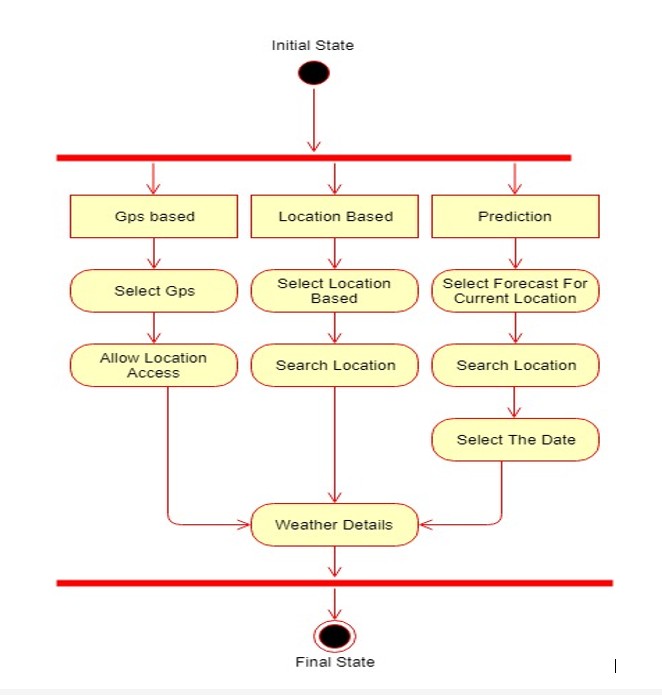 Initial State
Gps based
Location Based
Prediction
Select Gps
Select Location
Based
Select Forecast For
Current Location
Allow Location
Access
Search Location
Search Location
Select The Date
Weather Details
Final State